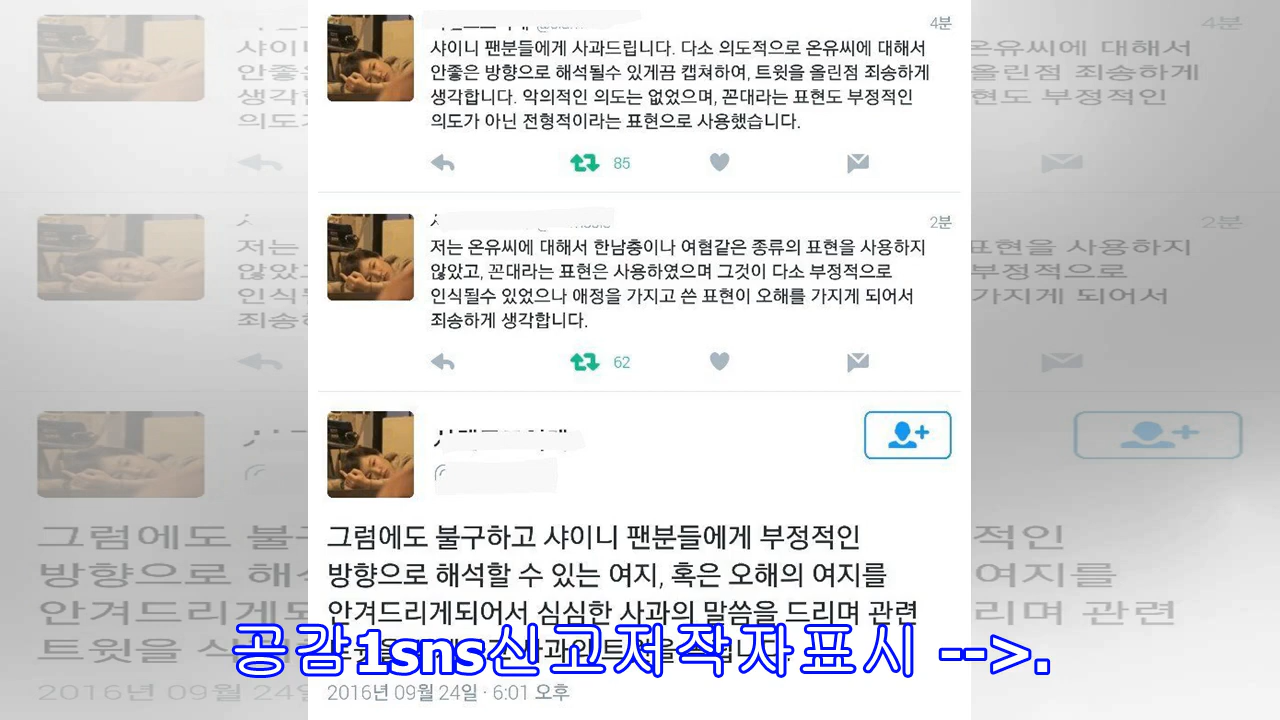 4분
샤이니 팬분들에게 사과드립니다. 다소 의도적으로 온유씨에 대해서
안좋은 방향으로 해석될수 있게끔 캡쳐하여, 트윗을 올린점 죄송하게
생각합니다. 악의적인 의도는 없었으며, 꼰대라는 표현도 부정적인
의도가 아닌 전형적이라는 표현으로 사용했습니다.
85
2분
저는 온유씨에 대해서 한남충이나 여혐같은 종류의 표현을 사용하지
않았고, 꼰대라는 표현은 사용하였으며 그것이 다소 부정적으로
인식될수 있었으나 애정을 가지고 쓴 표현이 오해를 가지게 되어서
죄송하게 생각합니다.
62
그럼에도 불구하고 샤이니 팬분들에게 부정적인
방향으로 해석할 수 있는 여지, 혹은 오해의 여지를
안겨드리게되어서 심심한 사과의 말씀을 드리며 관련
공감1sns신고저작자표시 -->.
2016년 09월 24일 · 6:01 오후